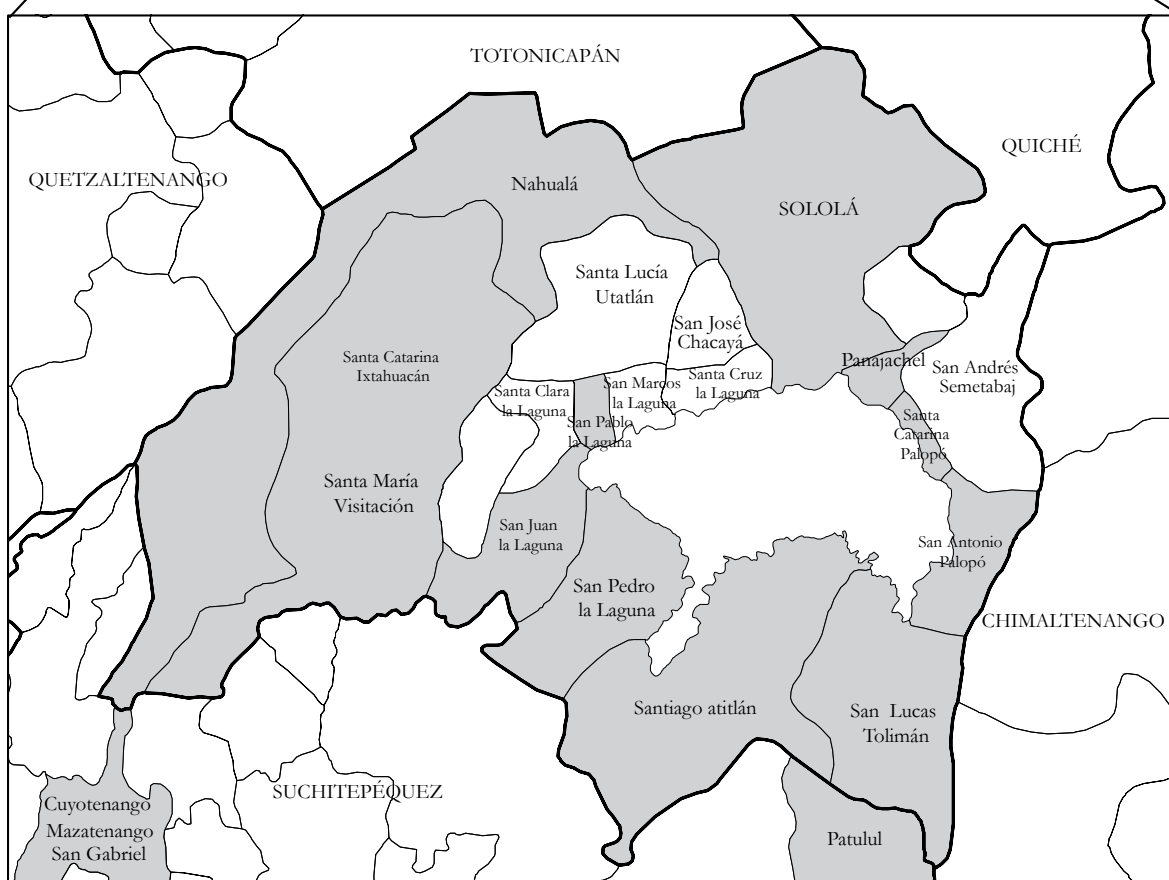 TOTONICAPÁN
QUICHÉ
QUETZALTENANGO
Nahualá
SOLOLÁ
Santa Lucía
Utatlán
San José
Chacayá
Santa Catarina
Ixtahuacán
Panajachel
San Andrés
Semetabaj
Santa Clara
la Laguna
San Marcos
la Laguna
Santa Cruz
la Laguna
San Pablo
la Laguna
Santa
Catarina
Palopó
Santa María
Visitación
San Juan
la Laguna
San Antonio
Palopó
San Pedro
la Laguna
CHIMALTENANGO
Santiago atitlán
San Lucas
Tolimán
SUCHITEPÉQUEZ
Cuyotenango
Mazatenango
San Gabriel
Patulul